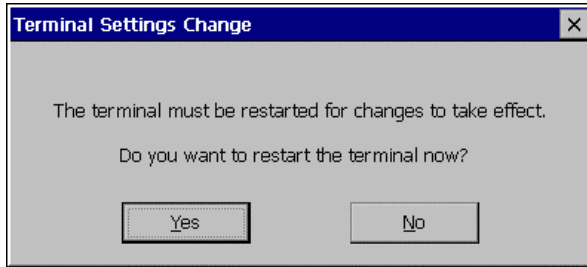 Terminal Settings Change
The terminal must be restarted for changes to take effect.
Do you want to restart the terminal now?
Yes No